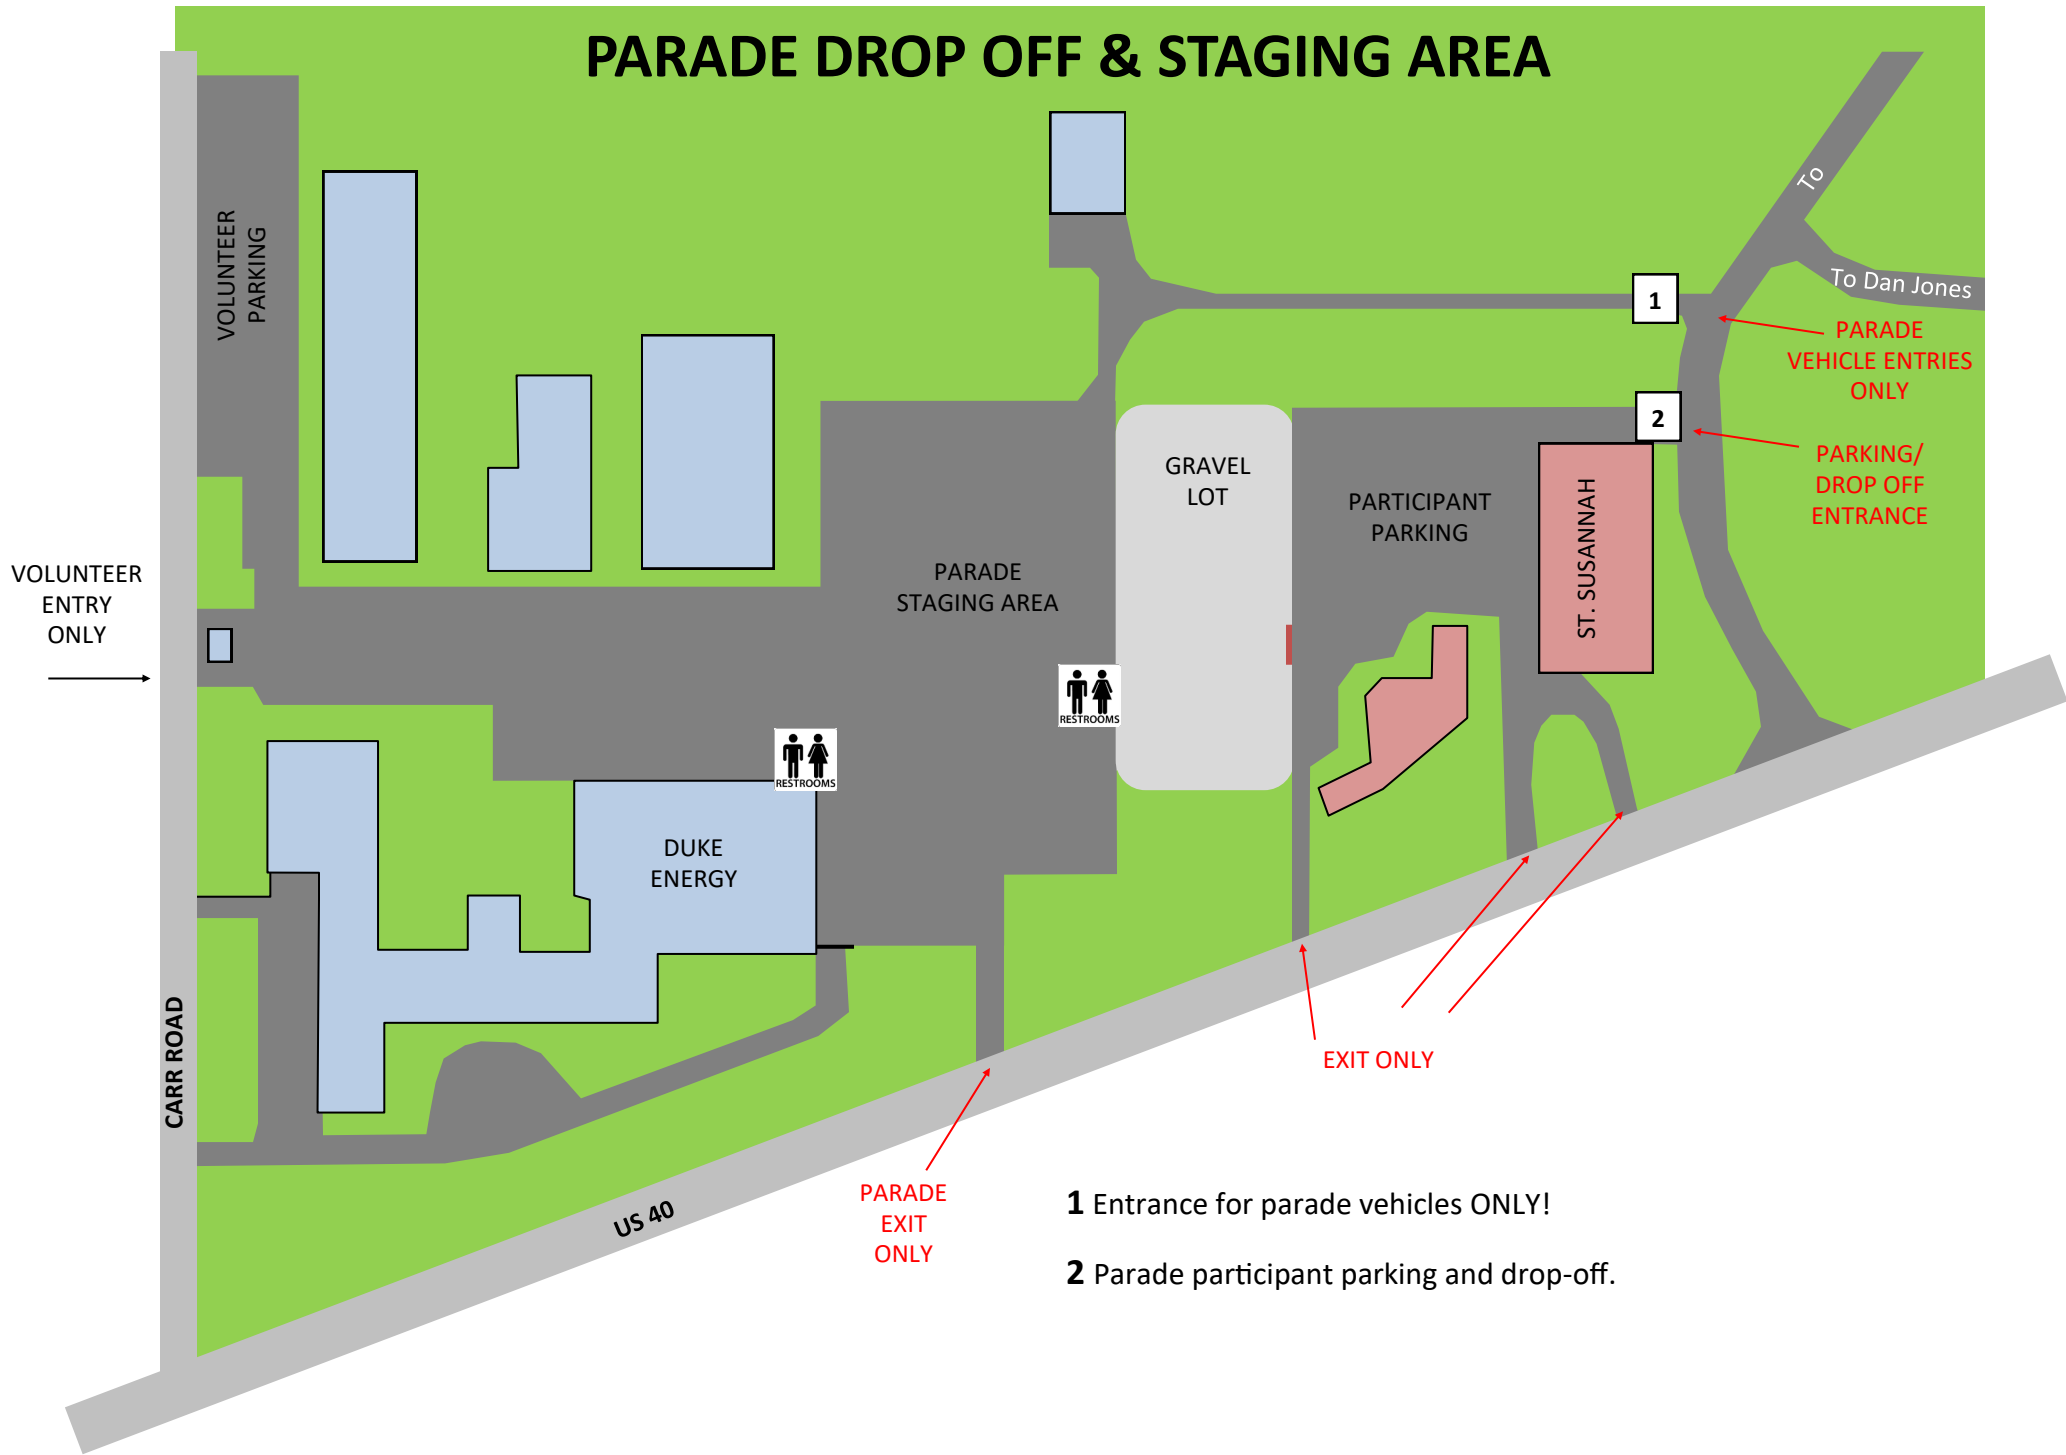 PARADE DROP OFF & STAGING AREA
VOLUNTEER
PARKING
To
To Dan Jones
1
PARADE
VEHICLE ENTRIES
ONLY
2
PARKING/
DROP OFF
ENTRANCE
GRAVEL
LOT
PARTICIPANT
PARKING
ST. SUSANNAH
VOLUNTEER
ENTRY
ONLY
PARADE
STAGING AREA
RESTROOMS
RESTROOMS
DUKE
ENERGY
CARR ROAD
EXIT ONLY
US 40
PARADE
EXIT
ONLY
1 Entrance for parade vehicles ONLY!
2 Parade participant parking and drop-off.